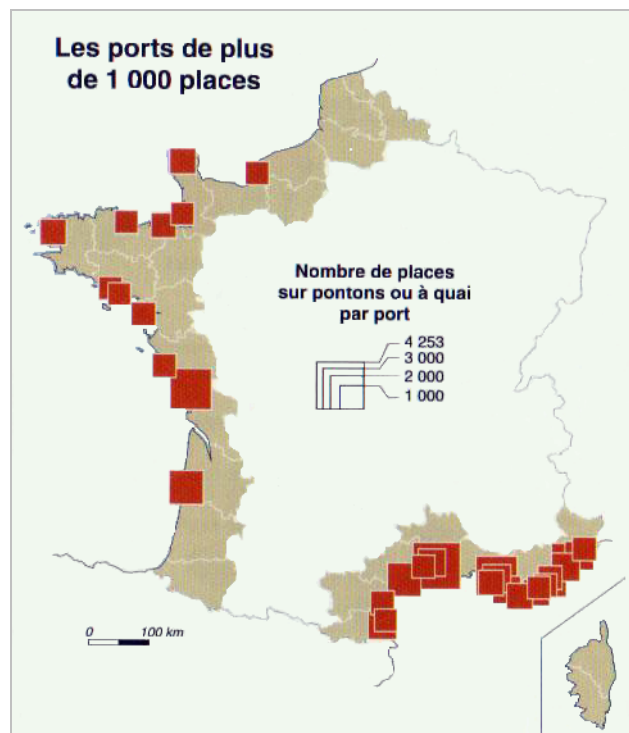 Les ports de plus
de 1 000 places
Nombre de places
sur pontons ou à quai
par port
4 253
3 000
2 000
1 000
0 100 km